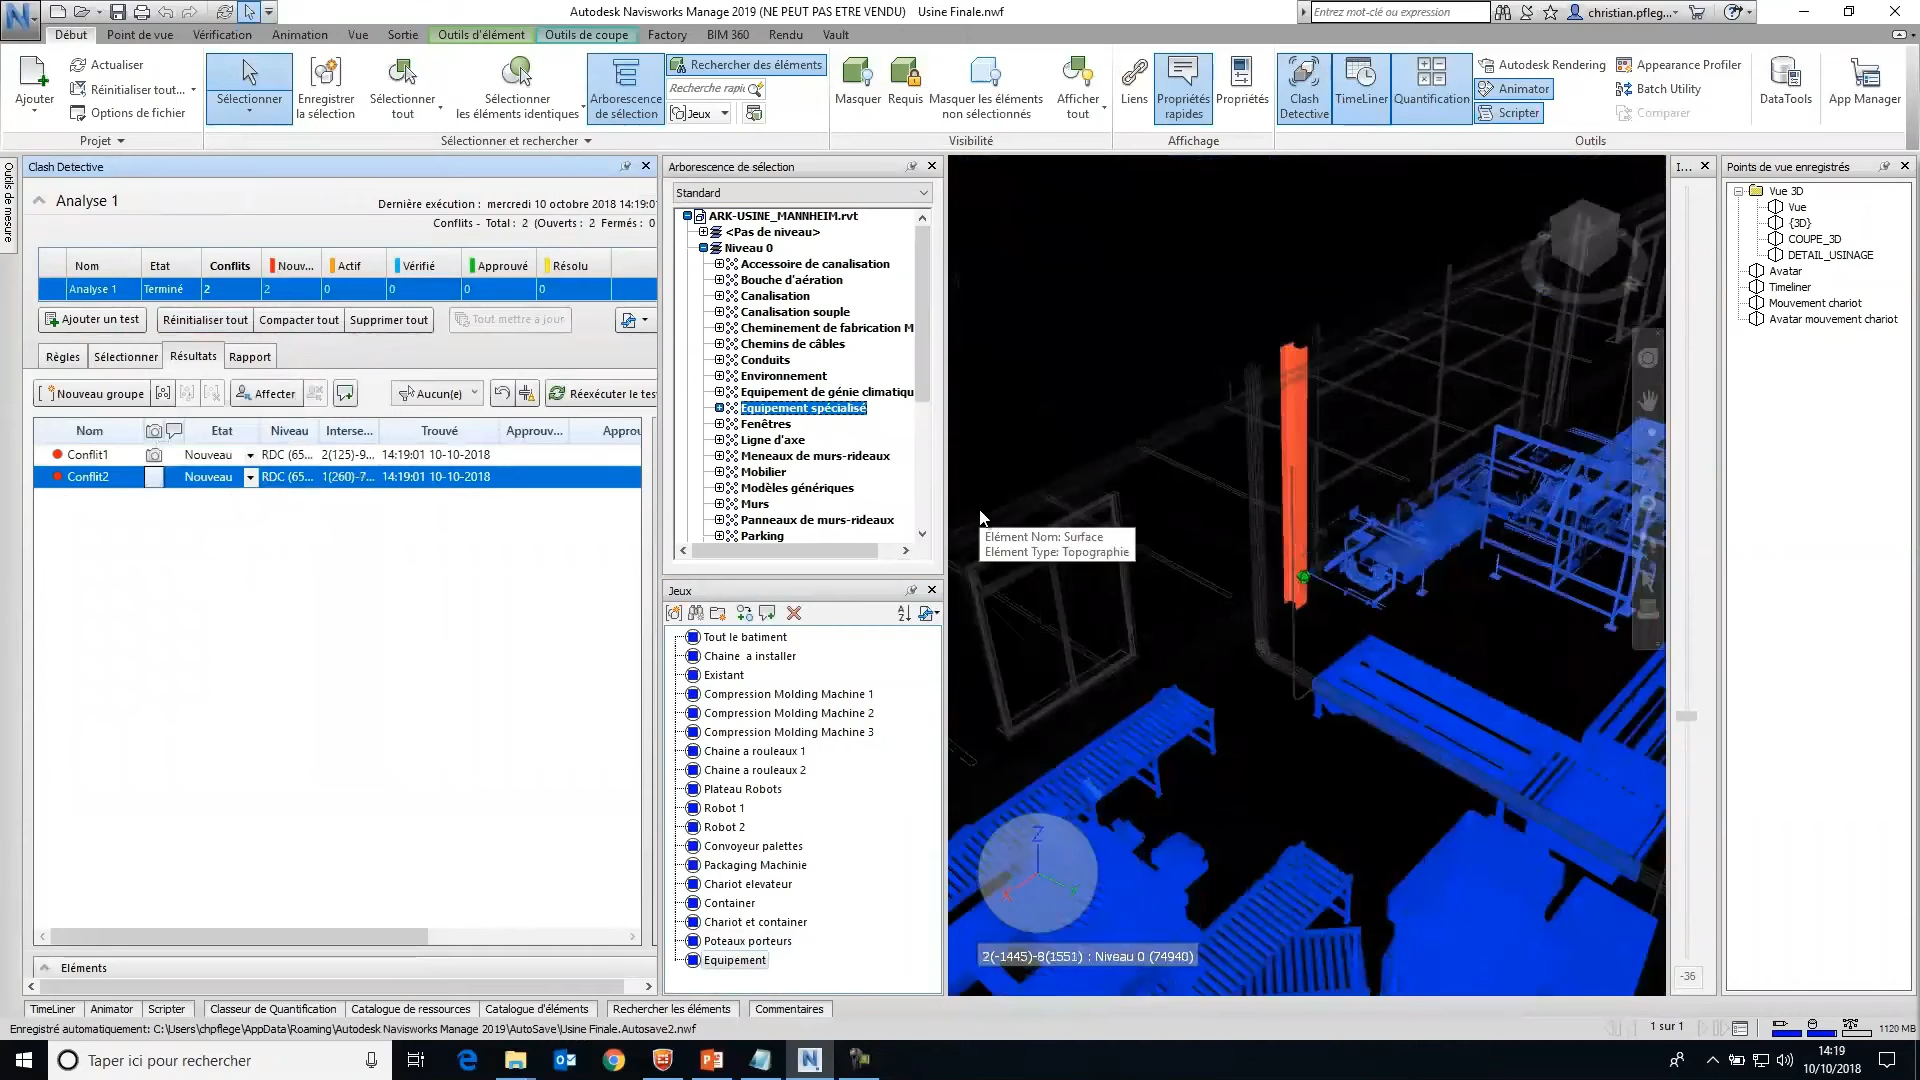 Autodesk Navisworks Manage 2019 (NE PEUT PAS ETRE VENDU) Usine Finale.nwf
Entrez mot-clé ou expression
christian.pfleg...
Début Point de vue Vérification Animation Vue Sortie Outils d'élément Outils de coupe Factory BIM 360 Rendu Vault
Ajouter
Actualiser
Réinitialiser tout...
Options de fichier
Sélectionner
Enregistrer la sélection
Sélectionner tout
Sélectionner les éléments identiques
Arborescence de sélection
Rechercher des éléments
Recherche rapi
Jeux
Masquer
Requis
Masquer les éléments non sélectionnés
Afficher tout
Liens
Propriétés rapides
Propriétés
Clash Detective
TimeLiner
Quantification
Autodesk Rendering
Animator
Scripter
Appearance Profiler
Batch Utility
Comparer
DataTools
App Manager
Projet
Sélectionner et rechercher
Visibilité
Affichage
Outils
Outils de mesure
Clash Detective
Analyse 1
Dernière exécution : mercredi 10 octobre 2018 14:19:01
Conflits - Total : 2 (Ouverts : 2 Fermés : 0
Nom Etat Conflits Nouv... Actif Vérifié Approuvé Résolu
Analyse 1 Terminé 2 2 0 0 0 0
Ajouter un test Réinitialiser tout Compacter tout Supprimer tout Tout mettre a jour
Règles Sélectionner Résultats Rapport
Nouveau groupe Affecter Aucun(e) Réexécuter le tes
Nom Etat Niveau Interse... Trouvé Approuv... Approu
Conflit1 Nouveau RDC (65... 2(125)-9... 14:19:01 10-10-2018
Conflit2 Nouveau RDC (65... 1(260)-7... 14:19:01 10-10-2018
Eléments
Arborescence de sélection
Standard
ARK-USINE_MANNHEIM.rvt
<Pas de niveau>
Niveau 0
Accessoire de canalisation
Bouche d'aération
Canalisation
Canalisation souple
Cheminement de fabrication M
Chemins de câbles
Conduits
Environnement
Equipement de génie climatiqu
Equipement spécialisé
Fenêtres
Ligne d'axe
Meneaux de murs-rideaux
Mobilier
Modèles génériques
Murs
Panneaux de murs-rideaux
Parking
Jeux
Tout le batiment
Chaine a installer
Existant
Compression Molding Machine 1
Compression Molding Machine 2
Compression Molding Machine 3
Chaine a rouleaux 1
Chaine a rouleaux 2
Plateau Robots
Robot 1
Robot 2
Convoyeur palettes
Packaging Machinie
Chariot elevateur
Container
Chariot et container
Poteaux porteurs
Equipement
Elément Nom: Surface
Elément Type: Topographie
Z
X
2(-1445)-8(1551) : Niveau 0 (74940)
I...
-36
Points de vue enregistrés
Vue 3D
Vue
{3D}
COUPE_3D
DETAIL_USINAGE
Avatar
Timeliner
Mouvement chariot
Avatar mouvement chariot
TimeLiner Animator Scripter Classeur de Quantification Catalogue de ressources Catalogue d'éléments Rechercher les éléments Commentaires
Enregistré automatiquement: C:\Users\chpflege\AppData\Roaming\Autodesk Navisworks Manage 2019\AutoSave\Usine Finale.Autosave2.nwf
1 sur 1
1120 MB
Taper ici pour rechercher
14:19
10/10/2018